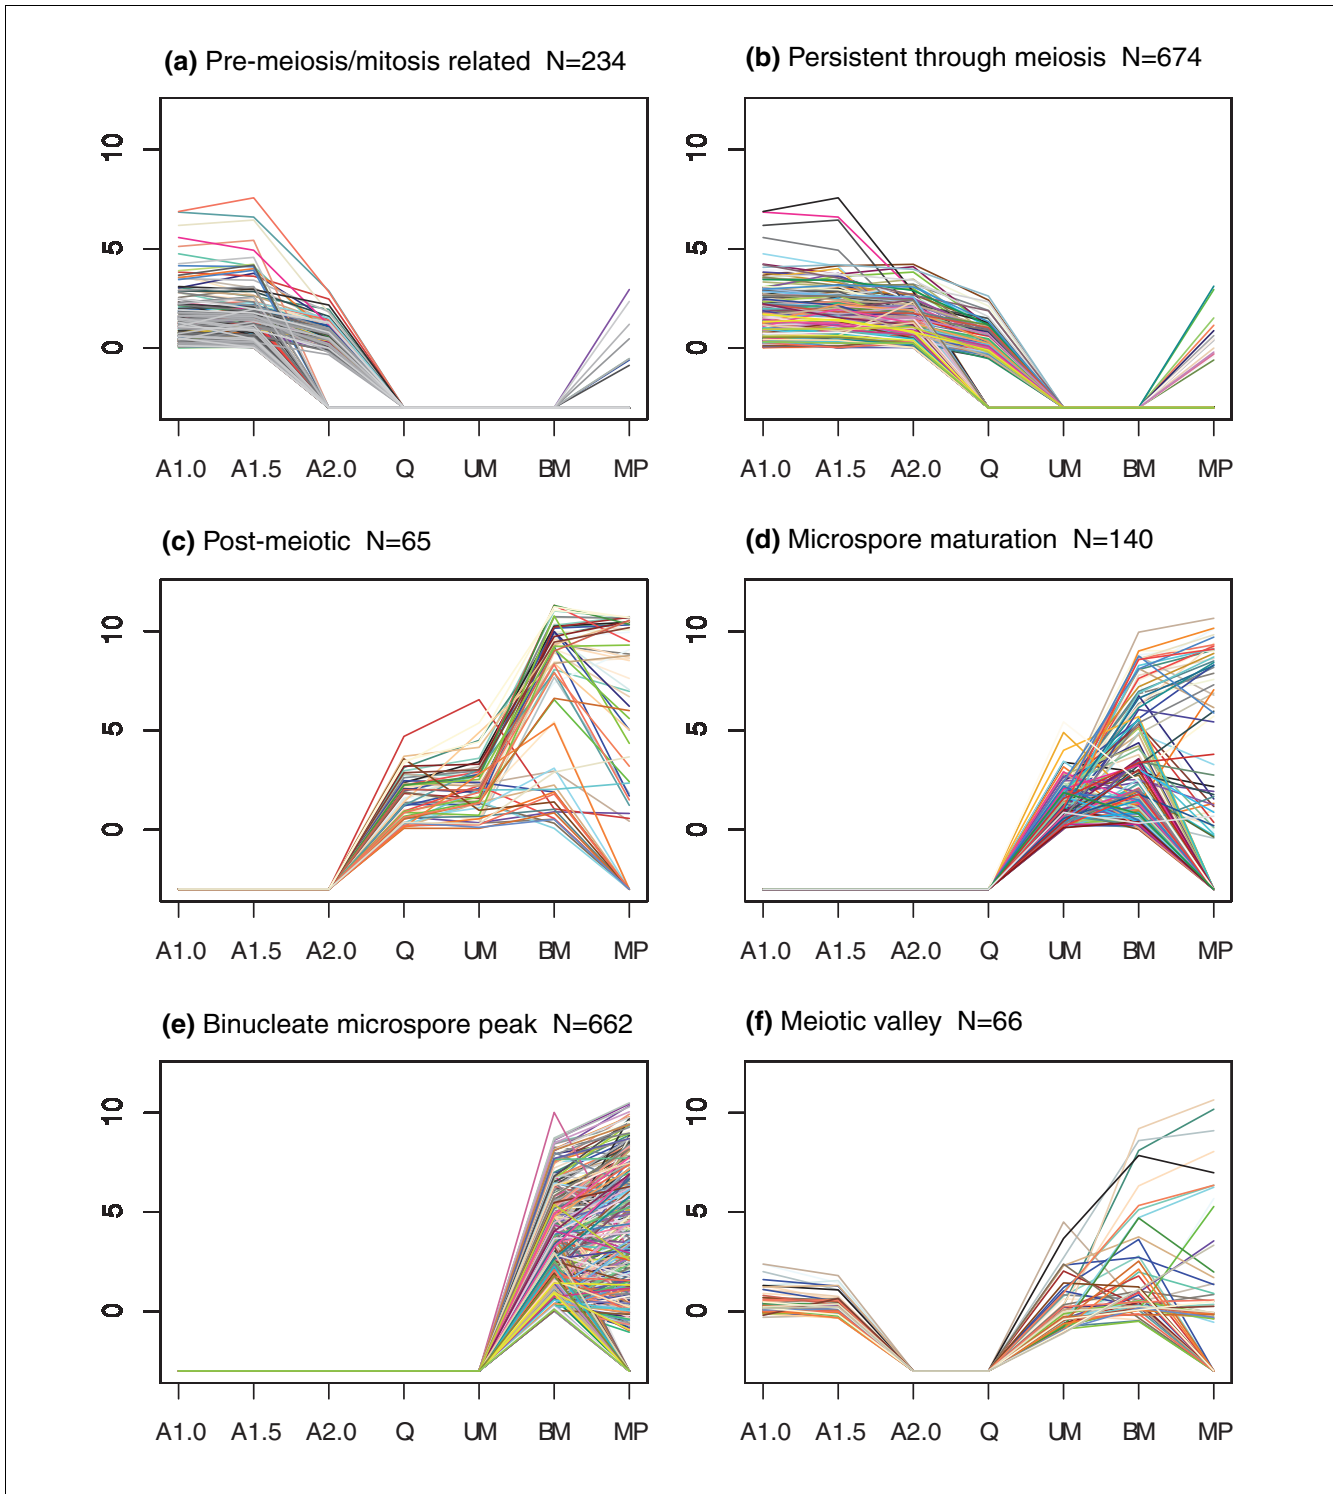 (a) Pre-meiosis/mitosis related N=234
10
5
0
A1.0 A1.5 A2.0 Q UM BM MP
(b) Persistent through meiosis N=674
10
5
0
A1.0 A1.5 A2.0 Q UM BM MP
(c) Post-meiotic N=65
10
5
0
A1.0 A1.5 A2.0 Q UM BM MP
(d) Microspore maturation N=140
10
5
0
A1.0 A1.5 A2.0 Q UM BM MP
(e) Binucleate microspore peak N=662
10
5
0
A1.0 A1.5 A2.0 Q UM BM MP
(f) Meiotic valley N=66
10
5
0
A1.0 A1.5 A2.0 Q UM BM MP